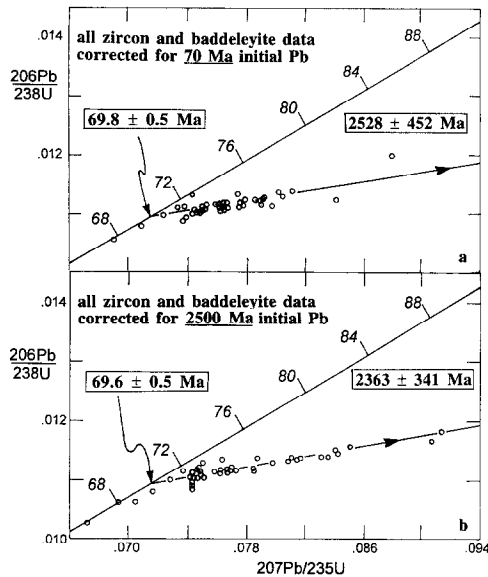 .014
all zircon and baddeleyite data
corrected for 70 Ma initial Pb
206Pb
238U
69.8 ± 0.5 Ma
2528 ± 452 Ma
.012
68
72
76
80
84
88
a
.014
all zircon and baddeleyite data
corrected for 2500 Ma initial Pb
206Pb
238U
69.6 ± 0.5 Ma
2363 ± 341 Ma
.012
68
72
76
80
84
88
b
.010
.070
.078
.086
.094
207Pb/235U